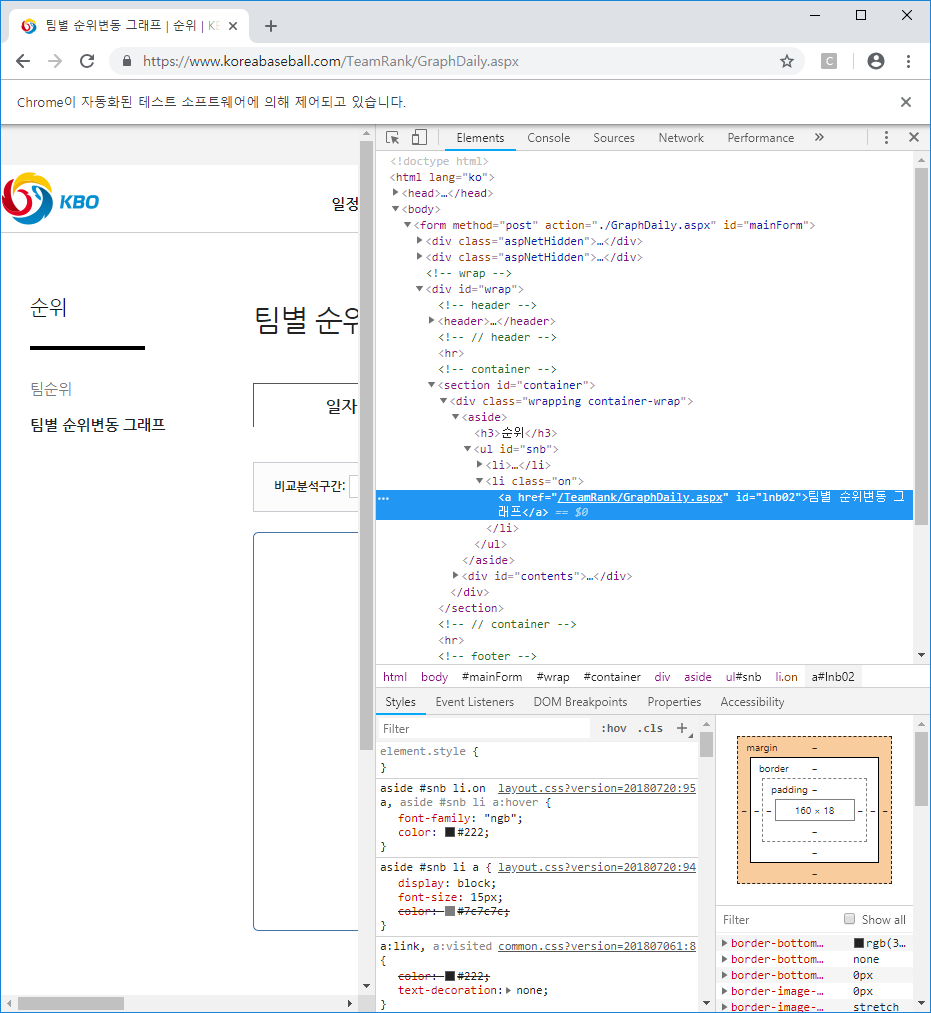 팀별 순위변동 그래프 | 순위 | KB
https://www.koreabaseball.com/TeamRank/GraphDaily.aspx
C
Chrome이 자동화된 테스트 소프트웨어에 의해 제어되고 있습니다.
KBO
일정
순위
팀순위
팀별 순위변동 그래프
팀별 순위
일자
비교분석구간:
Elements Console Sources Network Performance »
<!doctype html>
<html lang="ko">
<head>…</head>
<body>
<form method="post" action="./GraphDaily.aspx" id="mainForm">
<div class="aspNetHidden">…</div>
<div class="aspNetHidden">…</div>
<!-- wrap -->
<div id="wrap">
<!-- header -->
<header>…</header>
<!-- // header -->
<hr>
<!-- container -->
<section id="container">
<div class="wrapping container-wrap">
<aside>
<h3>순위</h3>
<ul id="snb">
<li>…</li>
<li class="on">
<a href="/TeamRank/GraphDaily.aspx" id="lnb02">팀별 순위변동 그
래프</a> == $0
</li>
</ul>
</aside>
<div id="contents">…</div>
</div>
</section>
<!-- // container -->
<hr>
<!-- footer -->
html body #mainForm #wrap #container div aside ul#snb li.on a#lnb02
Styles Event Listeners DOM Breakpoints Properties Accessibility
Filter :hov .cls +
element.style {
}
aside #snb li.on layout.css?version=20180720:95
a, aside #snb li a:hover {
font-family: "ngb";
color: #222;
}
aside #snb li a { layout.css?version=20180720:94
display: block;
font-size: 15px;
color: #7c7c7c;
}
a:link, a:visited common.css?version=201807061:8
{
color: #222;
text-decoration: none;
}
margin –
border –
padding –
– – – 160 × 18 – – –
–
–
–
Filter Show all
border-bottom… rgb(3…
border-bottom… none
border-bottom… 0px
border-image-… 0px
border-image-… stretch